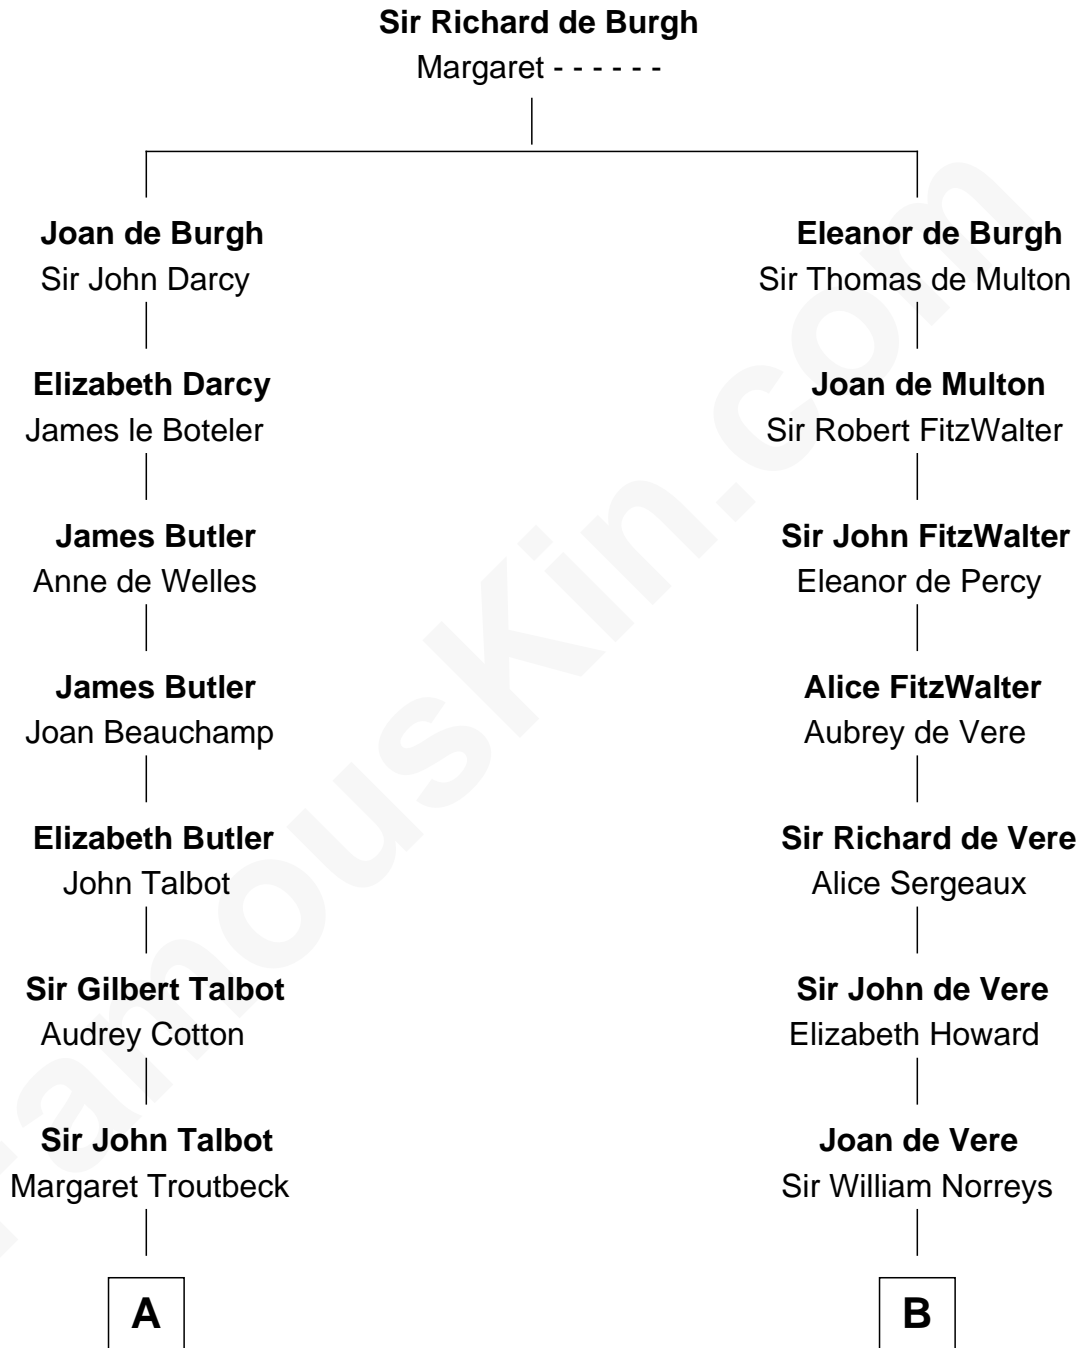 Sir Richard de Burgh
Margaret - - - - - -
Joan de Burgh
Sir John Darcy
Elizabeth Darcy
James le Boteler
James Butler
Anne de Welles
James Butler
Joan Beauchamp
Elizabeth Butler
John Talbot
Sir Gilbert Talbot
Audrey Cotton
Sir John Talbot
Margaret Troutbeck
A
Eleanor de Burgh
Sir Thomas de Multon
Joan de Multon
Sir Robert FitzWalter
Sir John FitzWalter
Eleanor de Percy
Alice FitzWalter
Aubrey de Vere
Sir Richard de Vere
Alice Sergeaux
Sir John de Vere
Elizabeth Howard
Joan de Vere
Sir William Norreys
B
FamousKin.com